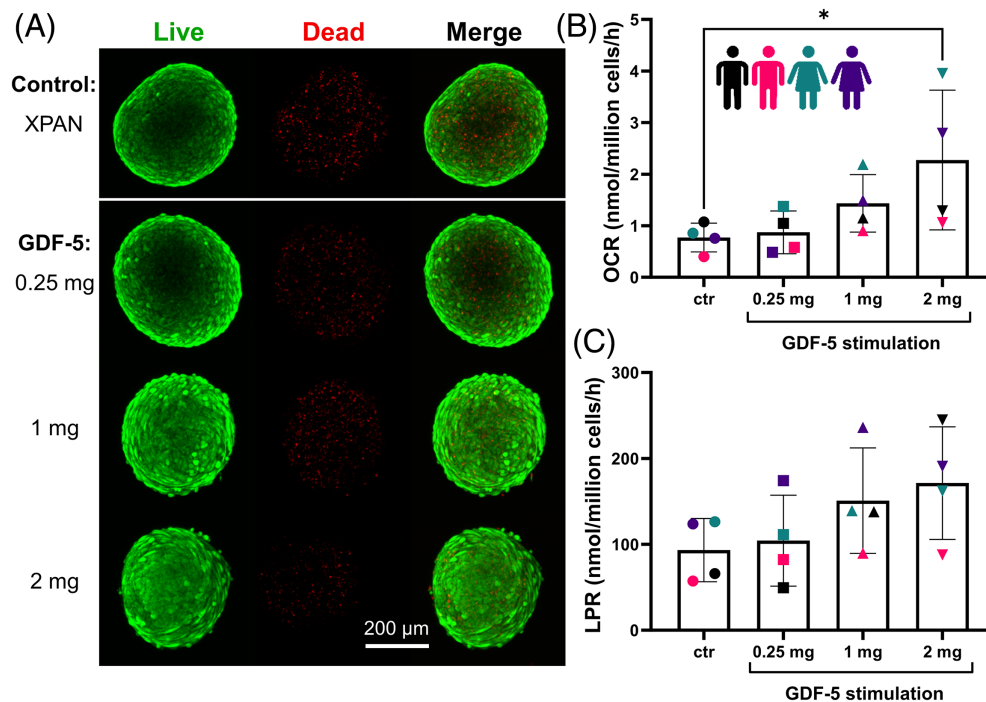 (A)
Live Dead Merge
Control:
XPAN
GDF-5:
0.25 mg
1 mg
2 mg
200 µm
(B)
OCR (nmol/million cells/h)
5
4
3
2
1
0
*
ctr 0.25 mg 1 mg 2 mg
GDF-5 stimulation
(C)
LPR (nmol/million cells/h)
300
200
100
0
ctr 0.25 mg 1 mg 2 mg
GDF-5 stimulation